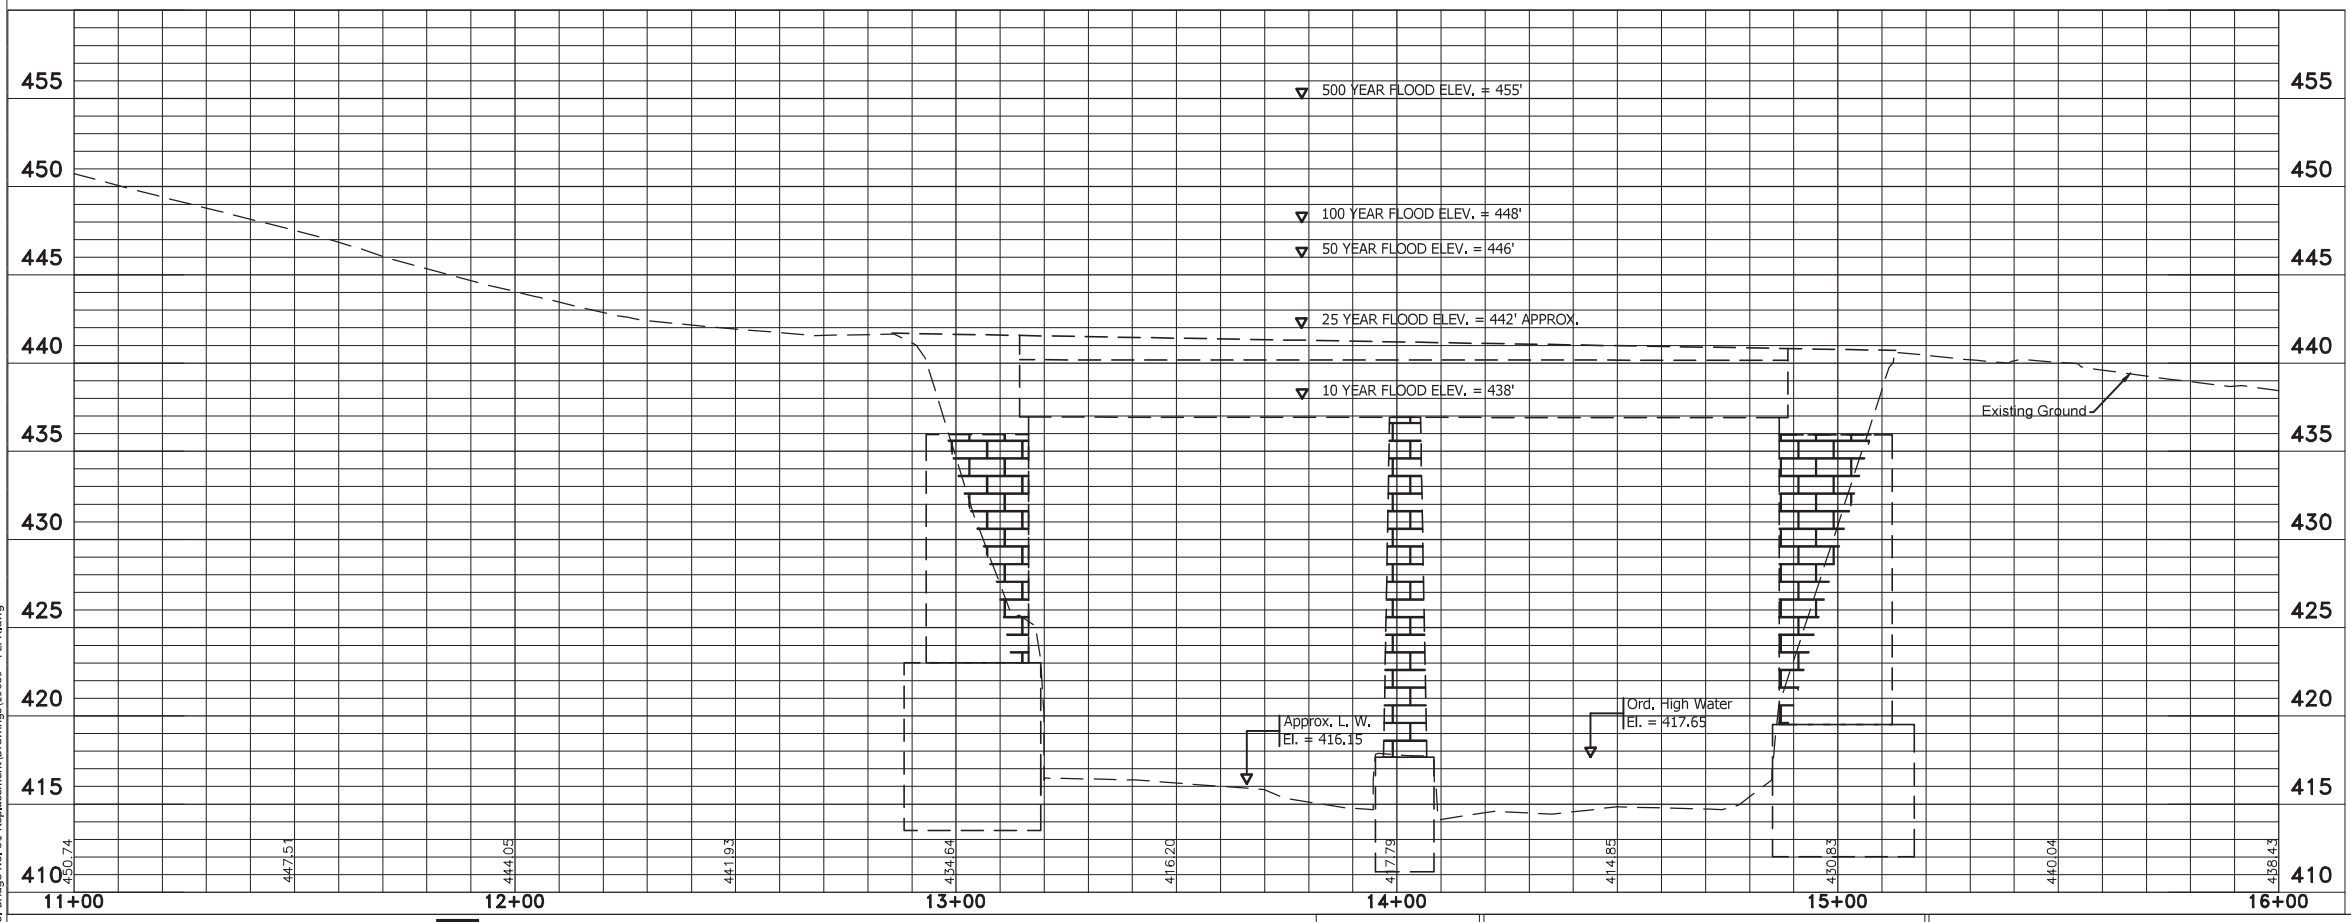 455 455
500 YEAR FLOOD ELEV. = 455'
450 450
100 YEAR FLOOD ELEV. = 448'
50 YEAR FLOOD ELEV. = 446'
445 445
25 YEAR FLOOD ELEV. = 442' APPROX.
440 440
10 YEAR FLOOD ELEV. = 438'
Existing Ground
435 435
430 430
425 425
420 420
Ord. High Water
El. = 417.65
Approx. L. W.
El. = 416.15
415 415
450.74 447.51 444.05 441.93 434.64 416.20 417.79 414.85 430.83 440.04 438.43
410 410
11+00 12+00 13+00 14+00 15+00 16+00